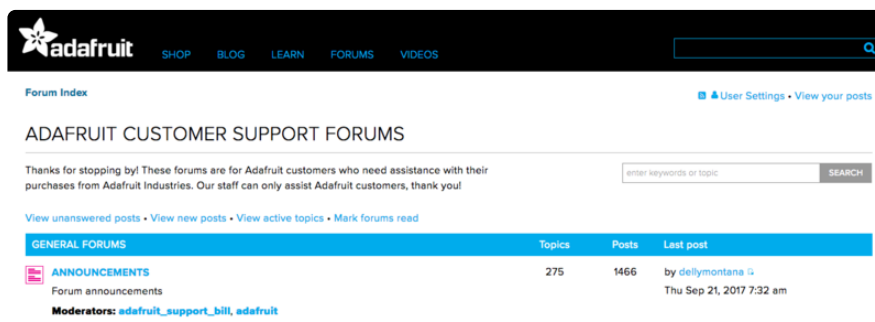 adafruit SHOP BLOG LEARN FORUMS VIDEOS
Forum Index User Settings • View your posts
ADAFRUIT CUSTOMER SUPPORT FORUMS
Thanks for stopping by! These forums are for Adafruit customers who need assistance with their
purchases from Adafruit Industries. Our staff can only assist Adafruit customers, thank you!
enter keywords or topic SEARCH
View unanswered posts • View new posts • View active topics • Mark forums read
GENERAL FORUMS Topics Posts Last post
ANNOUNCEMENTS 275 1466 by dellymontana
Forum announcements Thu Sep 21, 2017 7:32 am
Moderators: adafruit_support_bill, adafruit